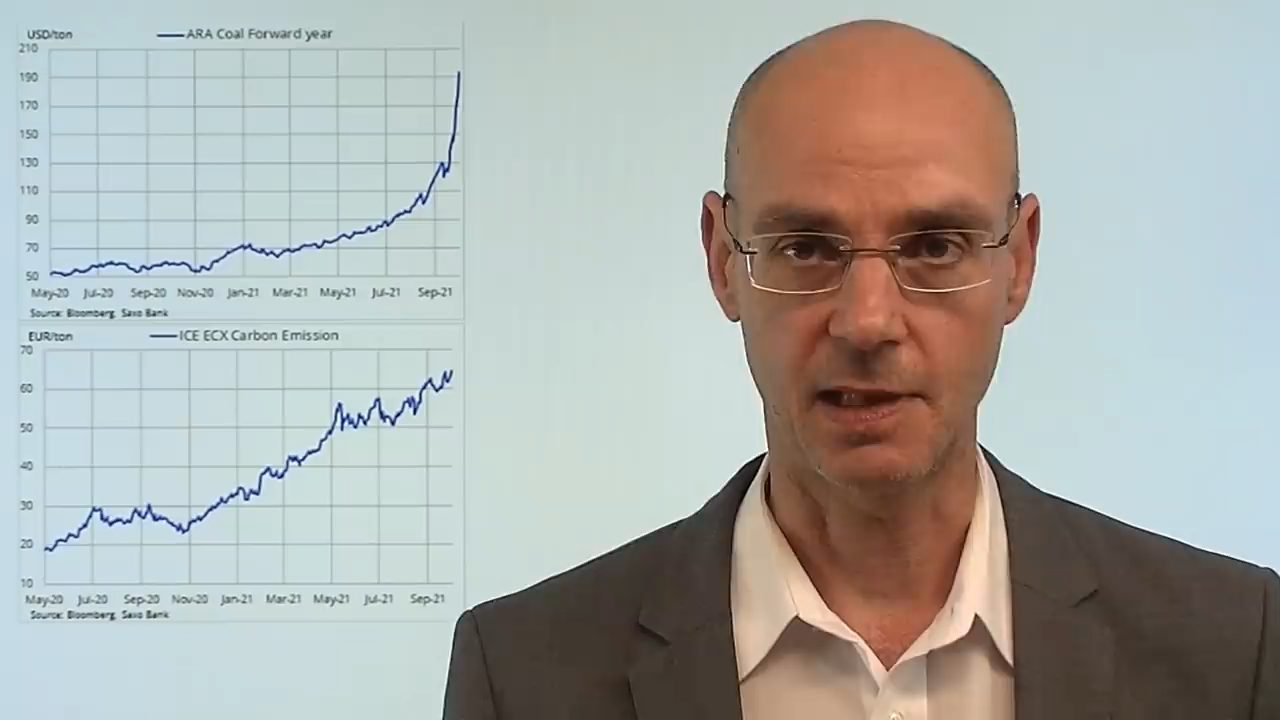 USD/ton
ARA Coal Forward year
210
190
170
150
130
110
90
70
50
May-20 Jul-20 Sep-20 Nov-20 Jan-21 Mar-21 May-21 Jul-21 Sep-21
Source: Bloomberg, Saxo Bank
EUR/ton
ICE ECX Carbon Emission
70
60
50
40
30
20
10
May-20 Jul-20 Sep-20 Nov-20 Jan-21 Mar-21 May-21 Jul-21 Sep-21
Source: Bloomberg, Saxo Bank